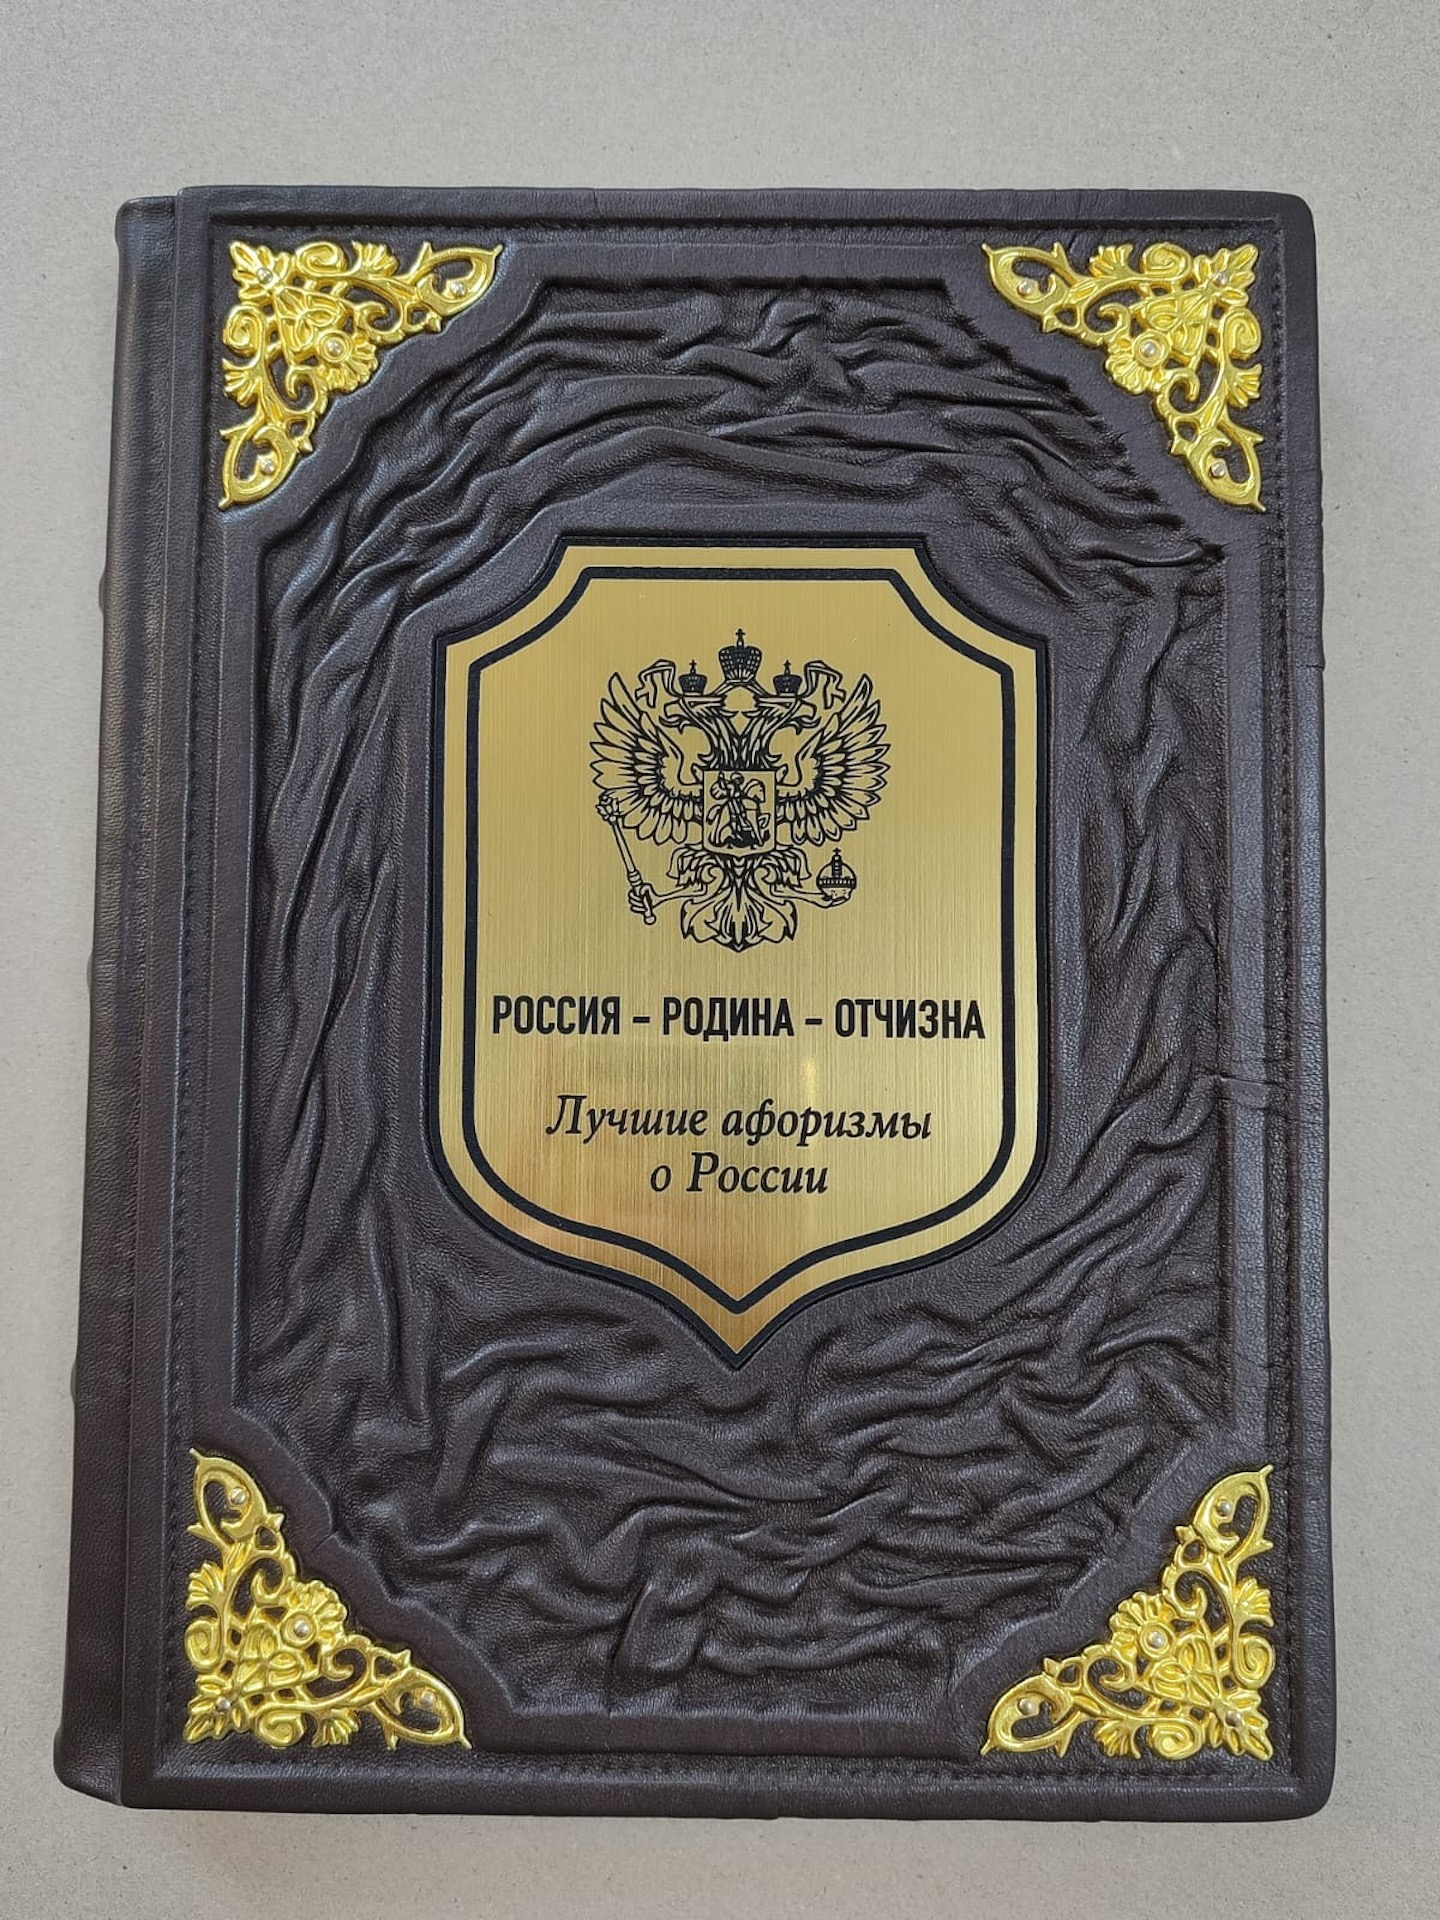 РОССИЯ - РОДИНА - ОТЧИЗНА
Лучшие афоризмы
о России